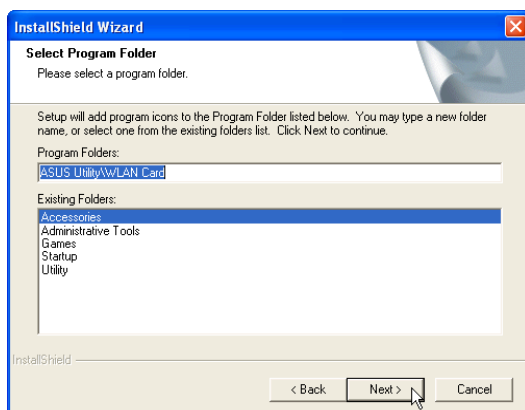 InstallShield Wizard
Select Program Folder
Please select a program folder.
Setup will add program icons to the Program Folder listed below. You may type a new folder
name, or select one from the existing folders list. Click Next to continue.
Program Folders:
ASUS Utility\WLAN Card
Existing Folders:
Accessories
Administrative Tools
Games
Startup
Utility
InstallShield
< Back Next > Cancel